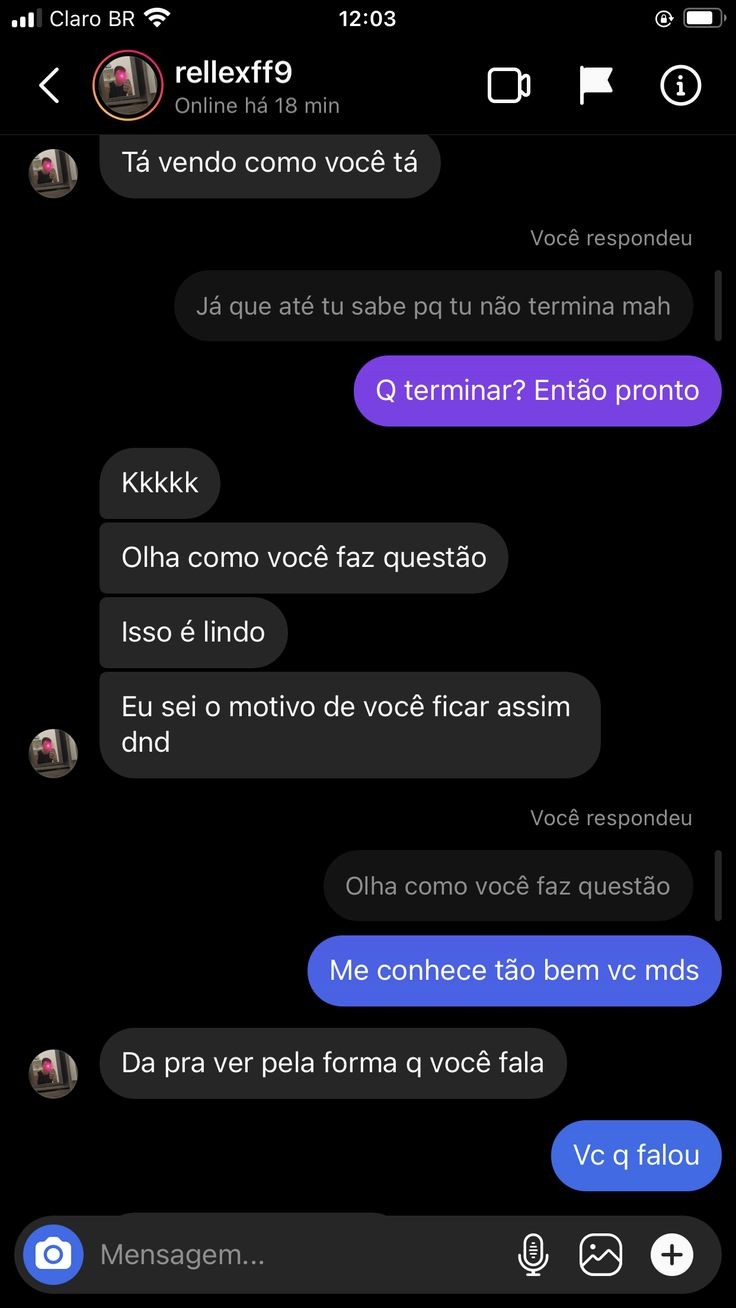 Claro BR
12:03
rellexff9
Online há 18 min
Tá vendo como você tá
Você respondeu
Já que até tu sabe pq tu não termina mah
Q terminar? Então pronto
Kkkkk
Olha como você faz questão
Isso é lindo
Eu sei o motivo de você ficar assim
dnd
Você respondeu
Olha como você faz questão
Me conhece tão bem vc mds
Da pra ver pela forma q você fala
Vc q falou
Mensagem...